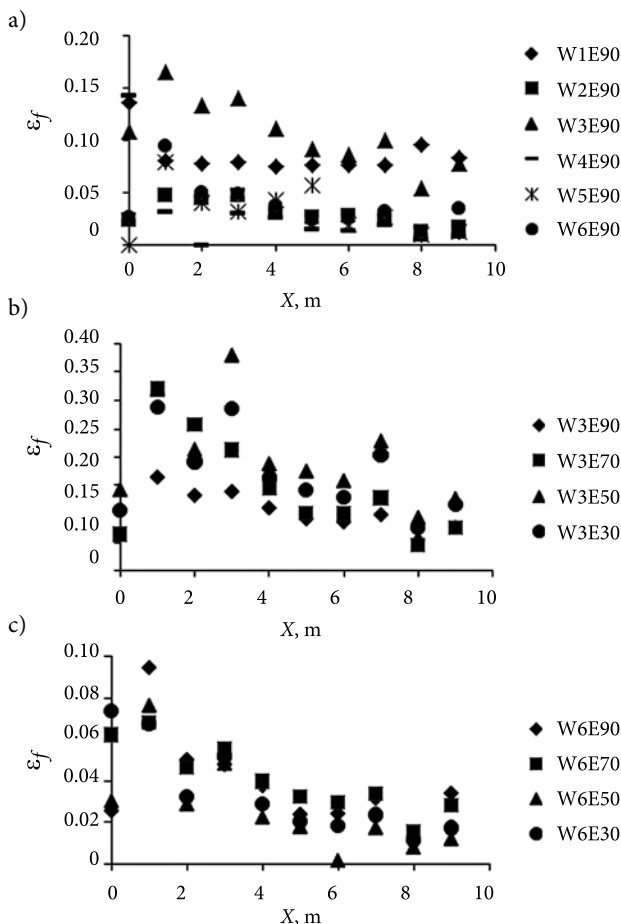 a)
0.20
0.15
0.10
0.05
0
εf
0 2 4 6 8 10
X, m
W1E90
W2E90
W3E90
W4E90
W5E90
W6E90
b)
0.40
0.35
0.30
0.25
0.20
0.15
0.10
0
εf
0 2 4 6 8 10
X, m
W3E90
W3E70
W3E50
W3E30
c)
0.10
0.08
0.06
0.04
0.02
0
εf
0 2 4 6 8 10
X, m
W6E90
W6E70
W6E50
W6E30